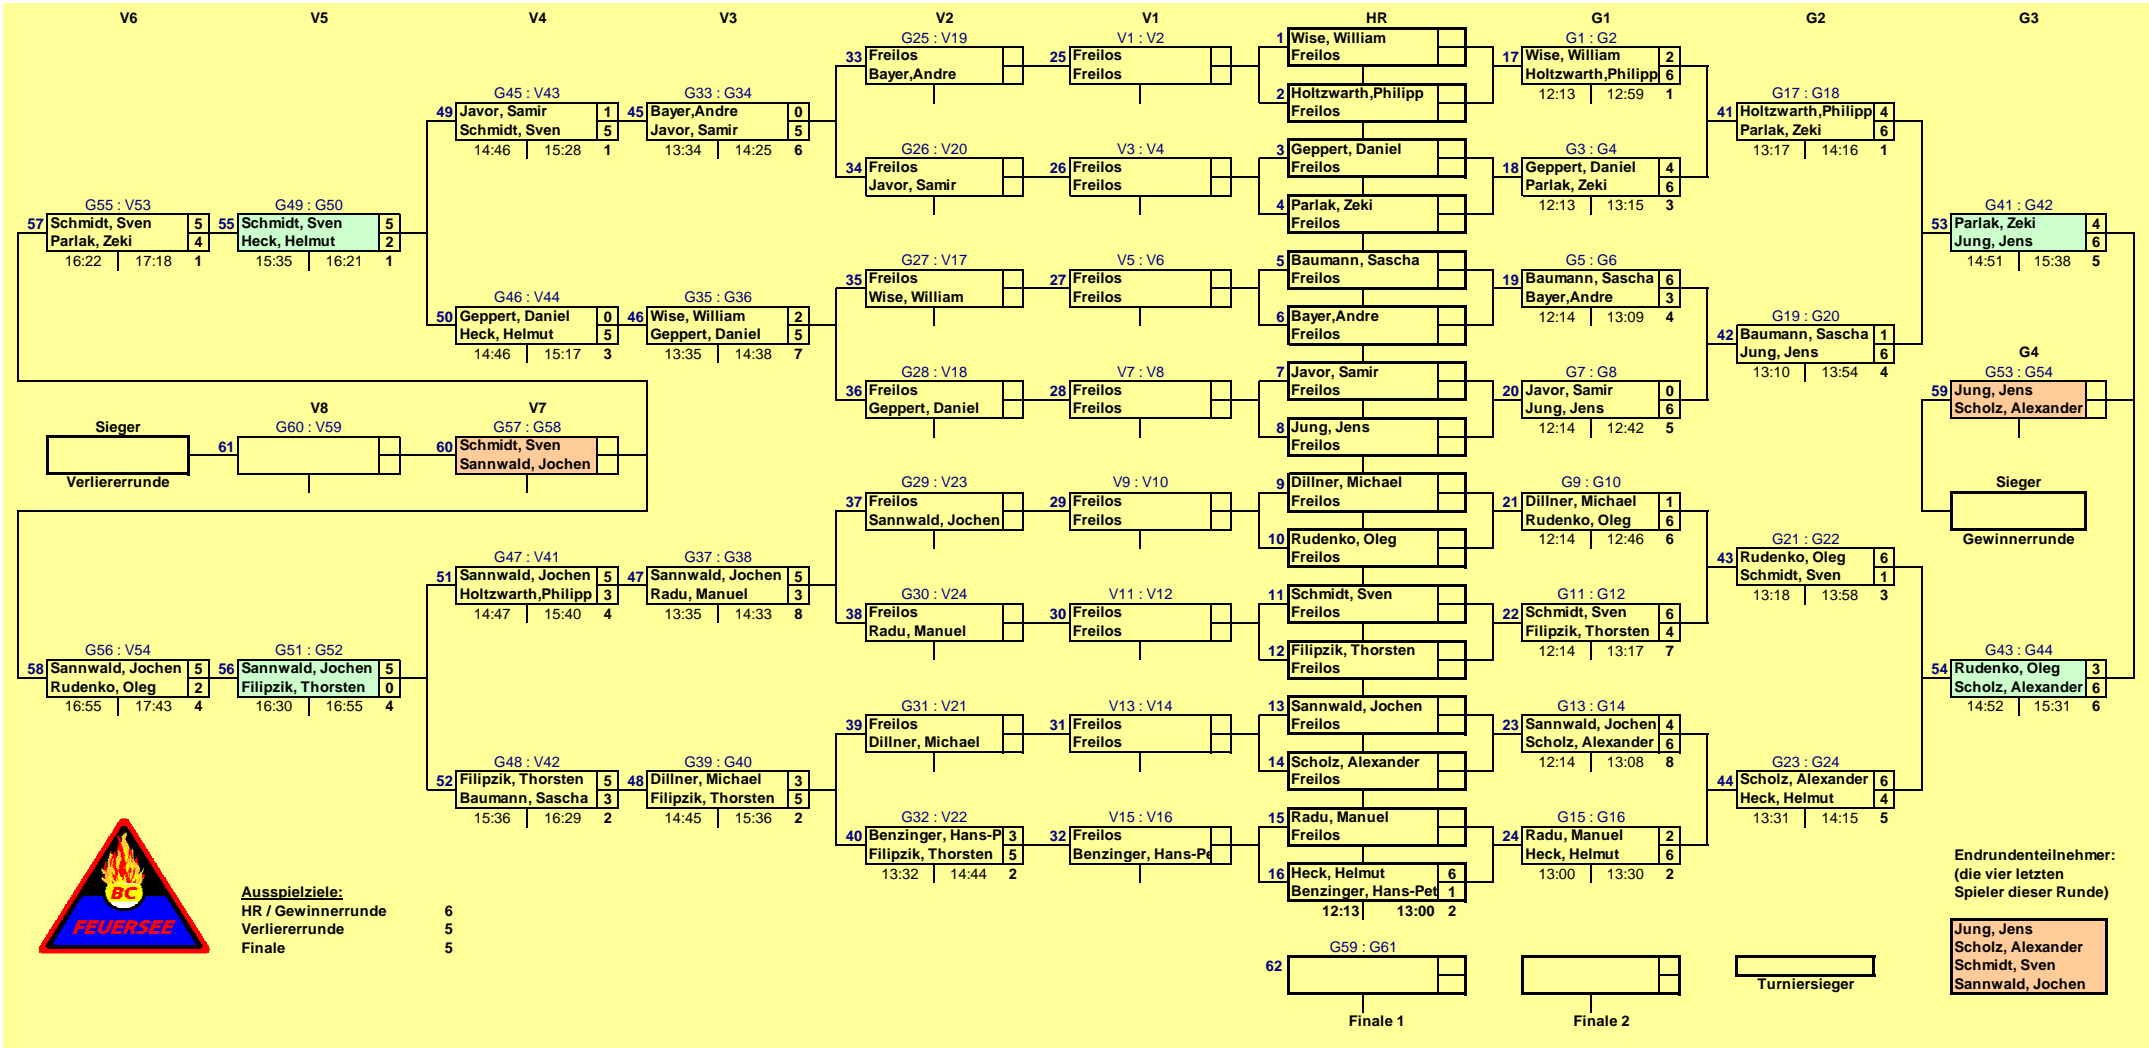 V6 V5 V4 V3 V2 V1 HR G1 G2 G3
G55 : V53
57 Schmidt, Sven 5
Parlak, Zeki 4
16:22 17:18 1
G49 : G50
55 Schmidt, Sven 5
Heck, Helmut 2
15:35 16:21 1
G45 : V43
49 Javor, Samir 1
Schmidt, Sven 5
14:46 15:28 1
G46 : V44
50 Geppert, Daniel 0
Heck, Helmut 5
14:46 15:17 3
G33 : G34
45 Bayer,Andre 0
Javor, Samir 5
13:34 14:25 6
G35 : G36
46 Wise, William 2
Geppert, Daniel 5
13:35 14:38 7
G25 : V19
33 Freilos
Bayer,Andre
G26 : V20
34 Freilos
Javor, Samir
G27 : V17
35 Freilos
Wise, William
G28 : V18
36 Freilos
Geppert, Daniel
V1 : V2
25 Freilos
Freilos
V3 : V4
26 Freilos
Freilos
V5 : V6
27 Freilos
Freilos
V7 : V8
28 Freilos
Freilos
1 Wise, William
Freilos
2 Holtzwarth,Philipp
Freilos
3 Geppert, Daniel
Freilos
4 Parlak, Zeki
Freilos
5 Baumann, Sascha
Freilos
6 Bayer,Andre
Freilos
7 Javor, Samir
Freilos
8 Jung, Jens
Freilos
G1 : G2
17 Wise, William 2
Holtzwarth,Philipp 6
12:13 12:59 1
G3 : G4
18 Geppert, Daniel 4
Parlak, Zeki 6
12:13 13:15 3
G5 : G6
19 Baumann, Sascha 6
Bayer,Andre 3
12:14 13:09 4
G7 : G8
20 Javor, Samir 0
Jung, Jens 6
12:14 12:42 5
G17 : G18
41 Holtzwarth,Philipp 4
Parlak, Zeki 6
13:17 14:16 1
G19 : G20
42 Baumann, Sascha 1
Jung, Jens 6
13:10 13:54 4
G41 : G42
53 Parlak, Zeki 4
Jung, Jens 6
14:51 15:38 5
G4
G53 : G54
59 Jung, Jens
Scholz, Alexander
Sieger
Gewinnerrunde
Sieger
Verliererrunde
V8
G60 : V59
61
V7
G57 : G58
60 Schmidt, Sven
Sannwald, Jochen
G56 : V54
58 Sannwald, Jochen 5
Rudenko, Oleg 2
16:55 17:43 4
G51 : G52
56 Sannwald, Jochen 5
Filipzik, Thorsten 0
16:30 16:55 4
G47 : V41
51 Sannwald, Jochen 5
Holtzwarth,Philipp 3
14:47 15:40 4
G48 : V42
52 Filipzik, Thorsten 5
Baumann, Sascha 3
15:36 16:29 2
G37 : G38
47 Sannwald, Jochen 5
Radu, Manuel 3
13:35 14:33 8
G39 : G40
48 Dillner, Michael 3
Filipzik, Thorsten 5
14:45 15:36 2
G29 : V23
37 Freilos
Sannwald, Jochen
G30 : V24
38 Freilos
Radu, Manuel
G31 : V21
39 Freilos
Dillner, Michael
G32 : V22
40 Benzinger, Hans-P 3
Filipzik, Thorsten 5
13:32 14:44 2
V9 : V10
29 Freilos
Freilos
V11 : V12
30 Freilos
Freilos
V13 : V14
31 Freilos
Freilos
V15 : V16
32 Freilos
Benzinger, Hans-Pe
9 Dillner, Michael
Freilos
10 Rudenko, Oleg
Freilos
11 Schmidt, Sven
Freilos
12 Filipzik, Thorsten
Freilos
13 Sannwald, Jochen
Freilos
14 Scholz, Alexander
Freilos
15 Radu, Manuel
Freilos
16 Heck, Helmut 6
Benzinger, Hans-Pet 1
12:13 13:00 2
G9 : G10
21 Dillner, Michael 1
Rudenko, Oleg 6
12:14 12:46 6
G11 : G12
22 Schmidt, Sven 6
Filipzik, Thorsten 4
12:14 13:17 7
G13 : G14
23 Sannwald, Jochen 4
Scholz, Alexander 6
12:14 13:08 8
G15 : G16
24 Radu, Manuel 2
Heck, Helmut 6
13:00 13:30 2
G21 : G22
43 Rudenko, Oleg 6
Schmidt, Sven 1
13:18 13:58 3
G23 : G24
44 Scholz, Alexander 6
Heck, Helmut 4
13:31 14:15 5
G43 : G44
54 Rudenko, Oleg 3
Scholz, Alexander 6
14:52 15:31 6
BC
FEUERSEE
Ausspielziele:
HR / Gewinnerrunde 6
Verliererrunde 5
Finale 5
G59 : G61
62
Finale 1
Finale 2
Turniersieger
Endrundenteilnehmer:
(die vier letzten
Spieler dieser Runde)
Jung, Jens
Scholz, Alexander
Schmidt, Sven
Sannwald, Jochen